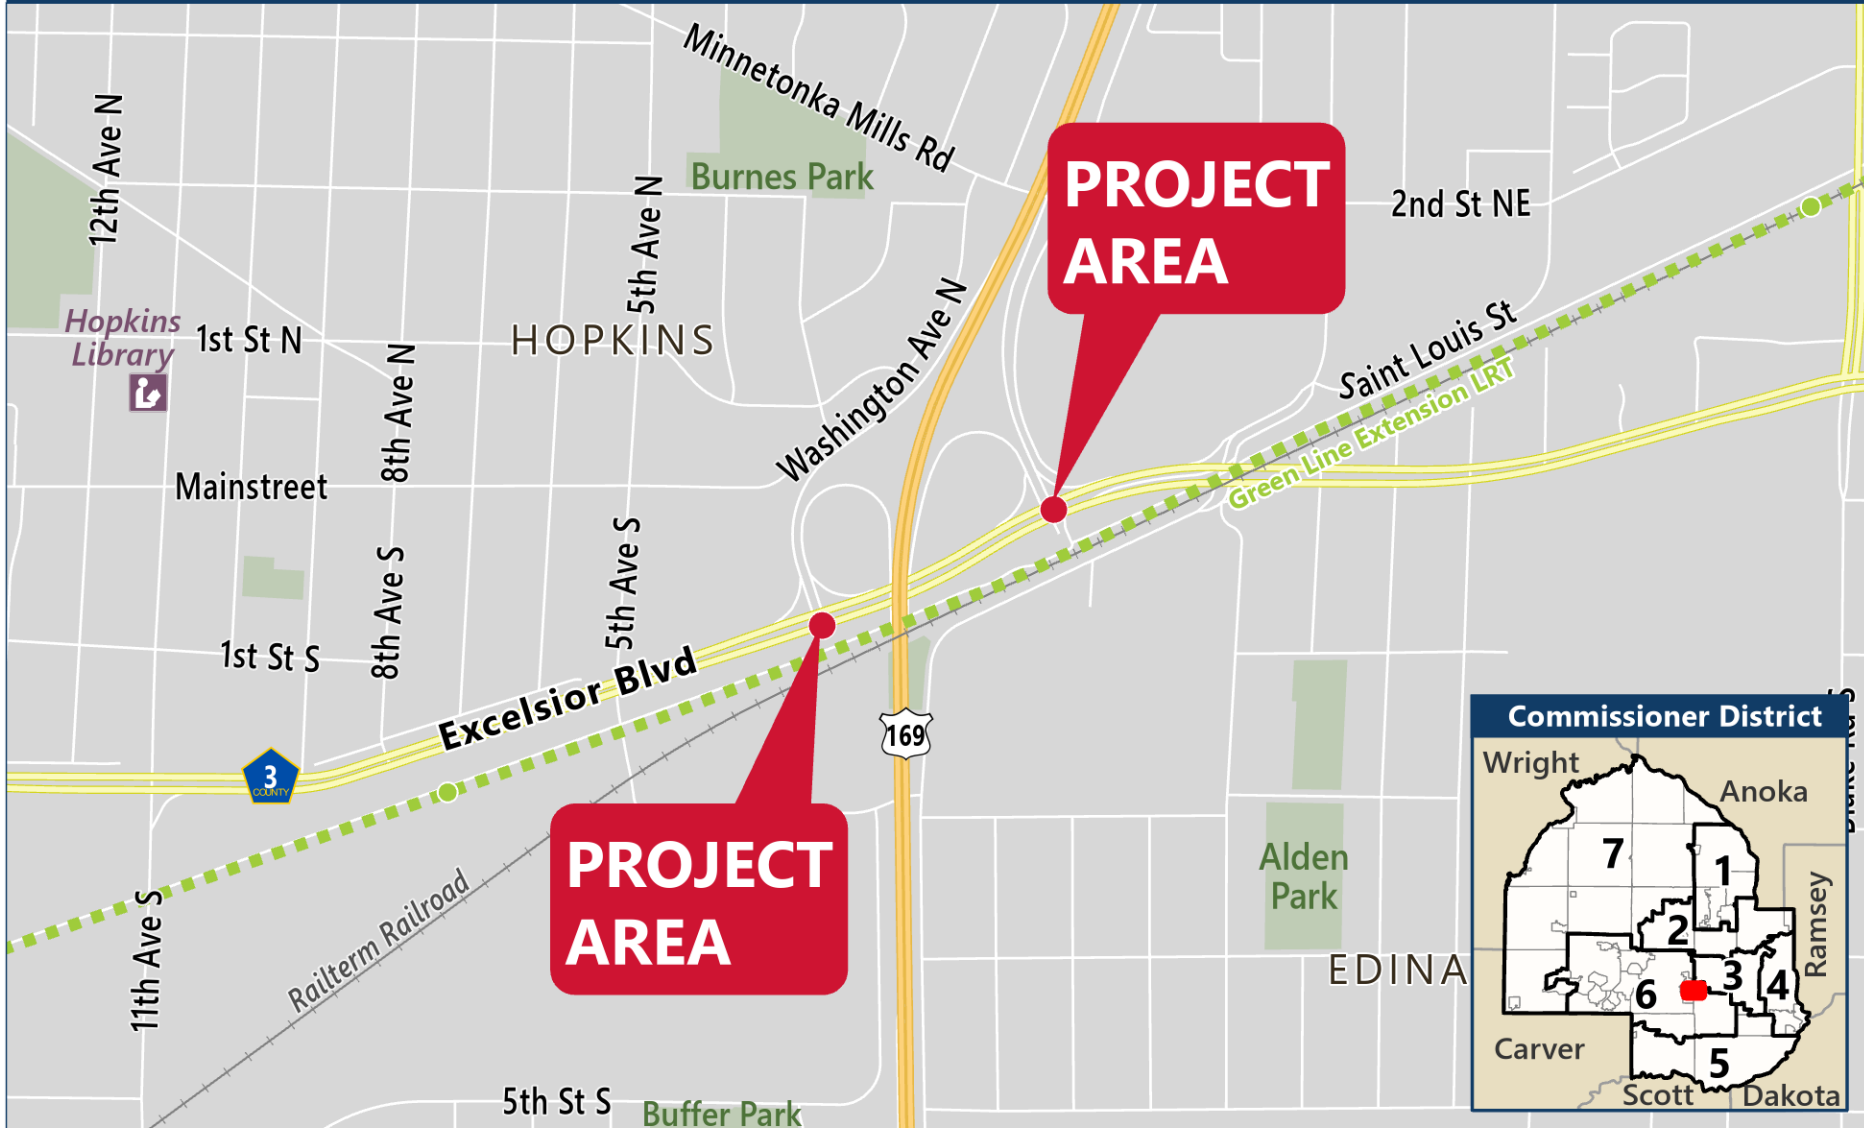 Minnetonka Mills Rd
12th Ave N
Burnes Park
5th Ave N
PROJECT
AREA
2nd St NE
Hopkins
Library
1st St N
HOPKINS
Washington Ave N
Saint Louis St
Green Line Extension LRT
8th Ave N
Mainstreet
8th Ave S
5th Ave S
1st St S
Excelsior Blvd
3
COUNTY
169
PROJECT
AREA
Alden
Park
Railterm Railroad
11th Ave S
EDINA
5th St S
Buffer Park
Commissioner District
Wright
Anoka
7
1
2
Ramsey
3
4
6
Carver
5
Scott
Dakota